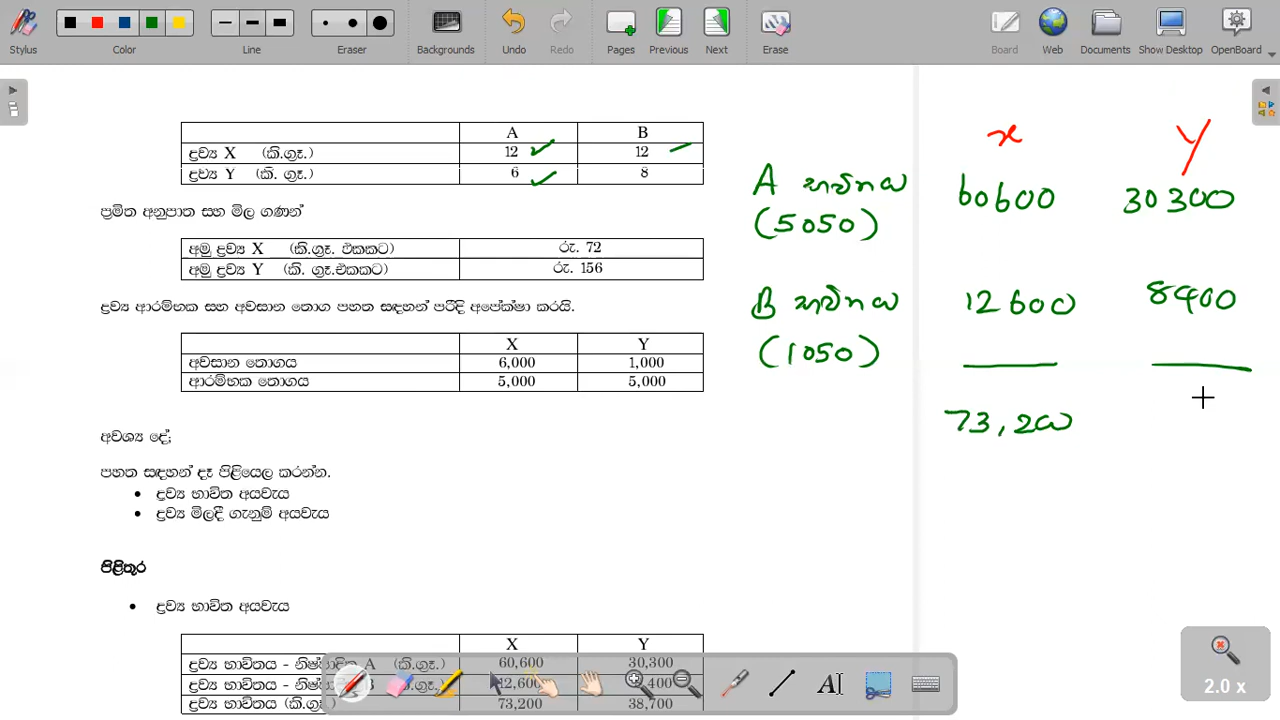 Stylus Color Line Eraser Backgrounds Undo Redo Pages Previous Next Erase Board Web Documents Show Desktop OpenBoard
A B
ද්‍රව්‍ය X (කි.ග්‍රෑ.) 12 12
ද්‍රව්‍ය Y (කි. ග්‍රෑ.) 6 8
ප්‍රමිත අනුපාත සහ මිල ගණන්
අමු ද්‍රව්‍ය X (කි.ග්‍රෑ. ඒකකට) රු. 72
අමු ද්‍රව්‍ය Y (කි. ග්‍රෑ.ඒකකට) රු. 156
ද්‍රව්‍ය ආරම්භක සහ අවසාන තොග පහත සඳහන් පරිදි අපේක්ෂා කරයි.
X Y
අවසාන තොගය 6,000 1,000
ආරම්භක තොගය 5,000 5,000
අවශ්‍ය දේ;
පහත සඳහන් දෑ පිළියෙල කරන්න.
• ද්‍රව්‍ය භාවිත අයවැය
• ද්‍රව්‍ය මිලදී ගැනුම් අයවැය
පිළිතුර
• ද්‍රව්‍ය භාවිත අයවැය
X Y
ද්‍රව්‍ය භාවිතය - නිෂ්පාදිත A (කි.ග්‍රෑ.) 60,600 30,300
ද්‍රව්‍ය භාවිතය (කි.ග්‍රෑ 73,200 38,700
x y
A භාවිතය 60600 30300
(5050)
B භාවිතය 12600 8400
(1050)
73,200
2.0 x